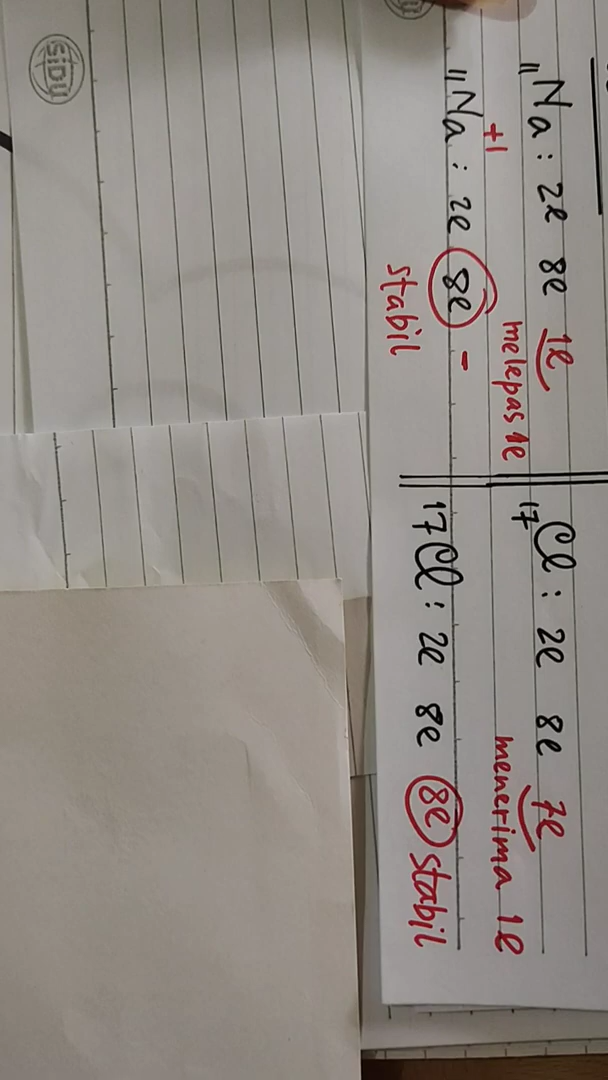 ₁₁Na : 2e 8e 1e
melepas 1e
+1
₁₁Na : 2e 8e -
stabil
₁₇Cl : 2e 8e 7e
menerima 1e
17Cl : 2e 8e 8e stabil
SIDU